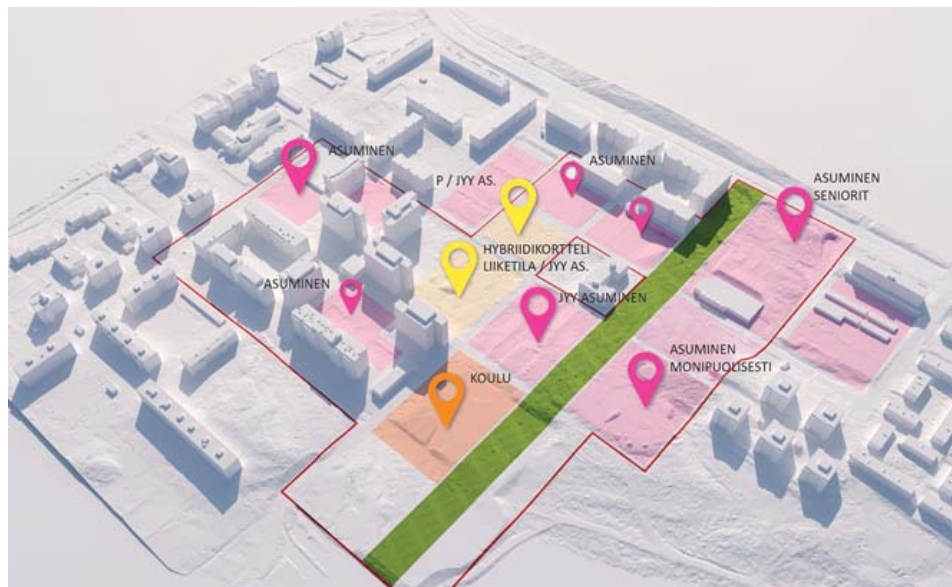 ASUMINEN
ASUMINEN
ASUMINEN
SENIORIT
P / JYY AS.
HYBRIIDIKORTTELI
LIIKETILA / JYY AS.
ASUMINEN
JYY ASUMINEN
ASUMINEN
MONIPUOLISESTI
KOULU